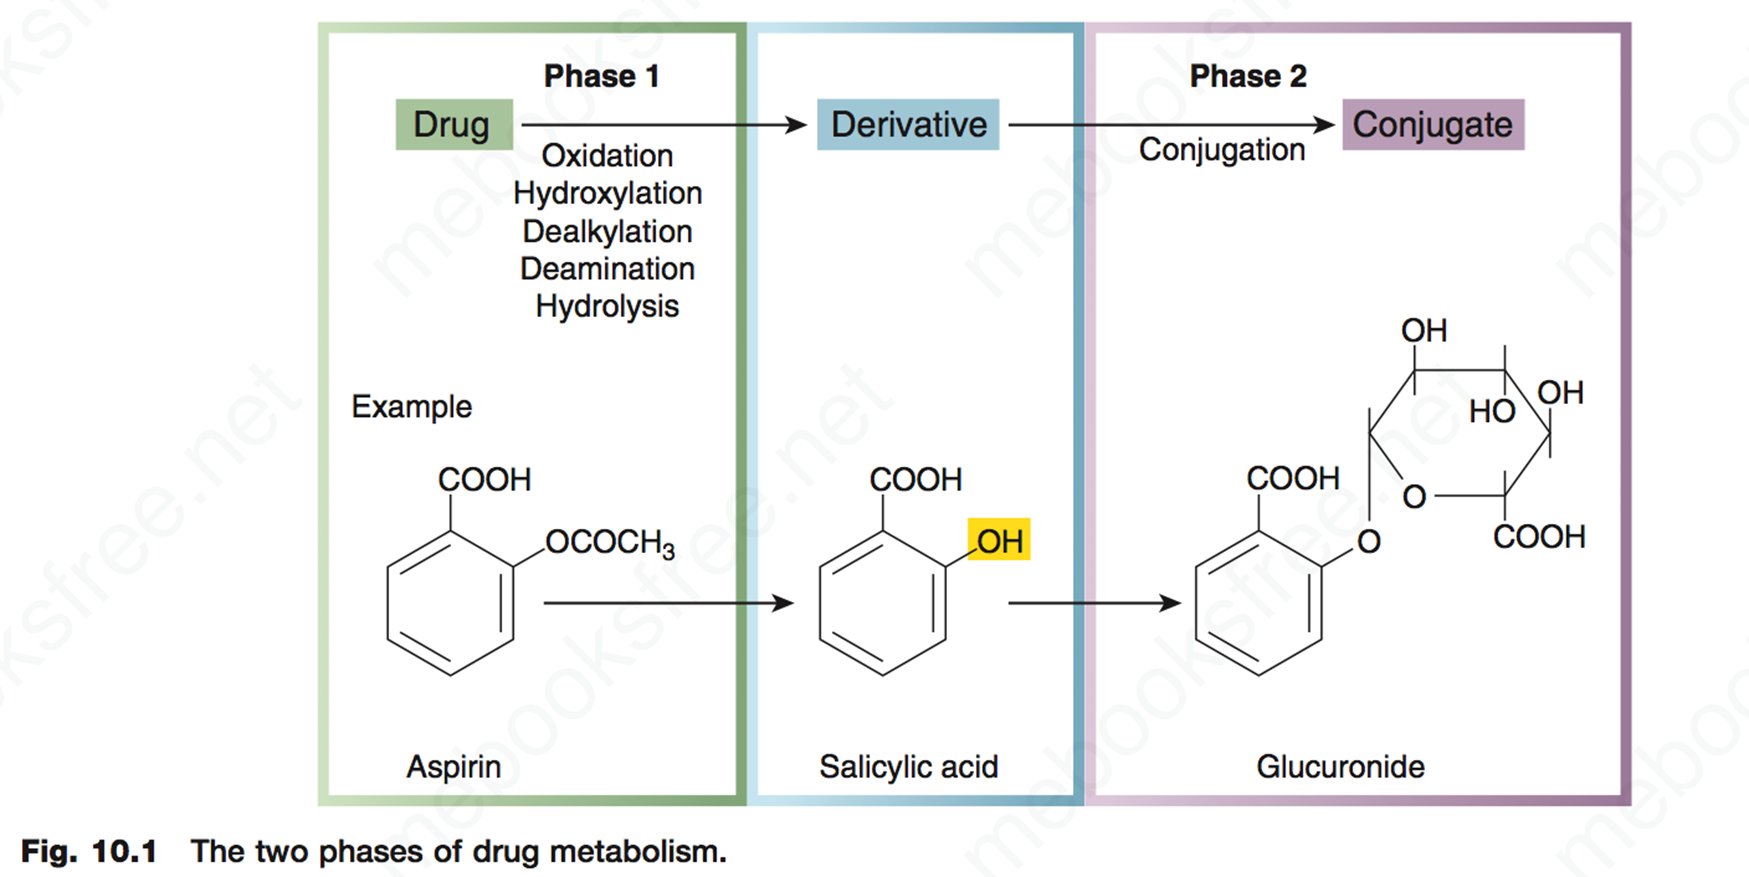 Phase 1
Phase 2
Drug
Derivative
Conjugate
Oxidation
Hydroxylation
Dealkylation
Deamination
Hydrolysis
Conjugation
Example
COOH
OCOCH3
COOH
OH
COOH
O
OH
HO
OH
O
COOH
Aspirin
Salicylic acid
Glucuronide
Fig. 10.1 The two phases of drug metabolism.
mebooksfree.net